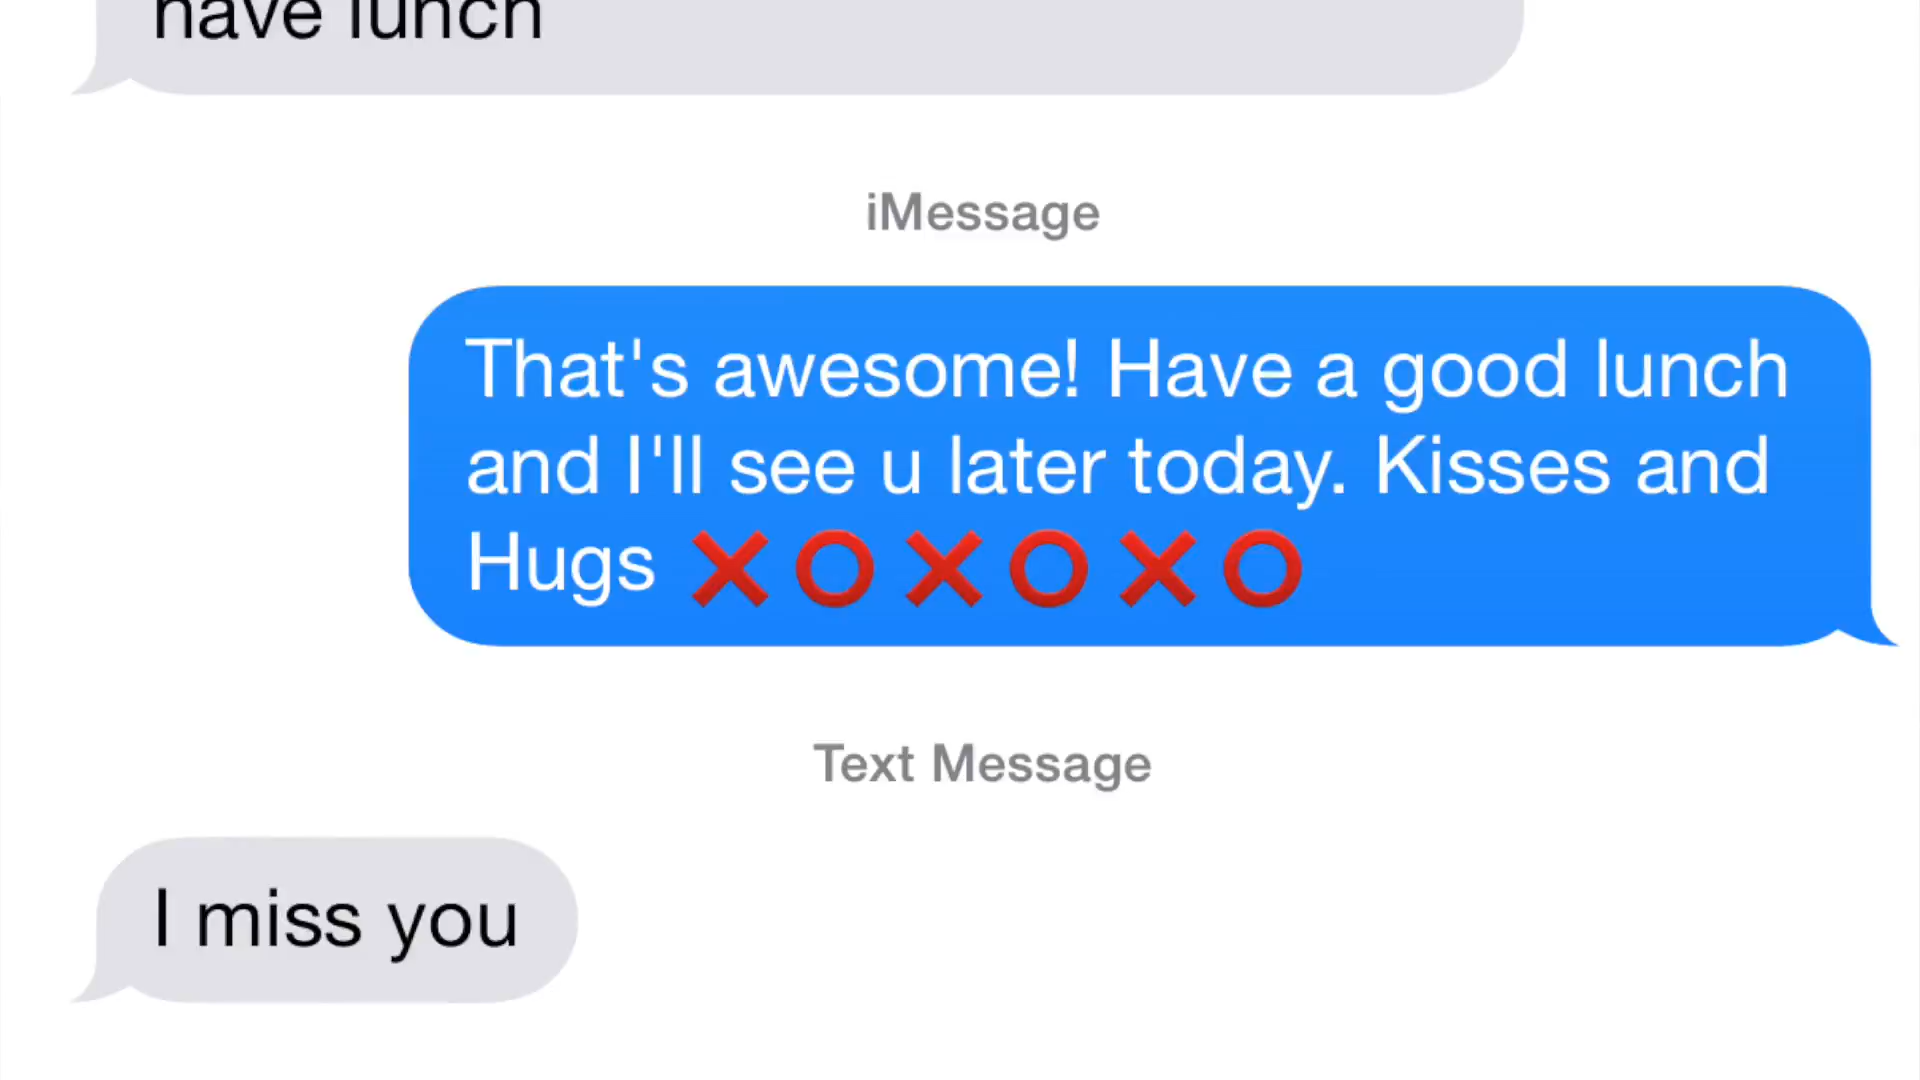 have lunch
iMessage
That's awesome! Have a good lunch
and I'll see u later today. Kisses and
Hugs ❌⭕❌⭕❌⭕
Text Message
I miss you